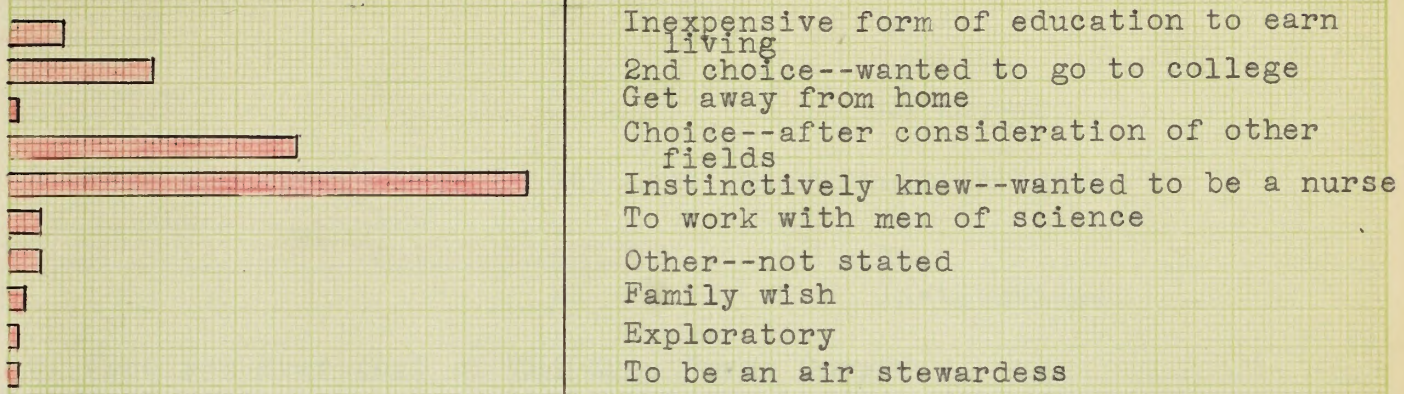 Inexpensive form of education to earn
living
2nd choice--wanted to go to college
Get away from home
Choice--after consideration of other
fields
Instinctively knew--wanted to be a nurse
To work with men of science
Other--not stated
Family wish
Exploratory
To be an air stewardess